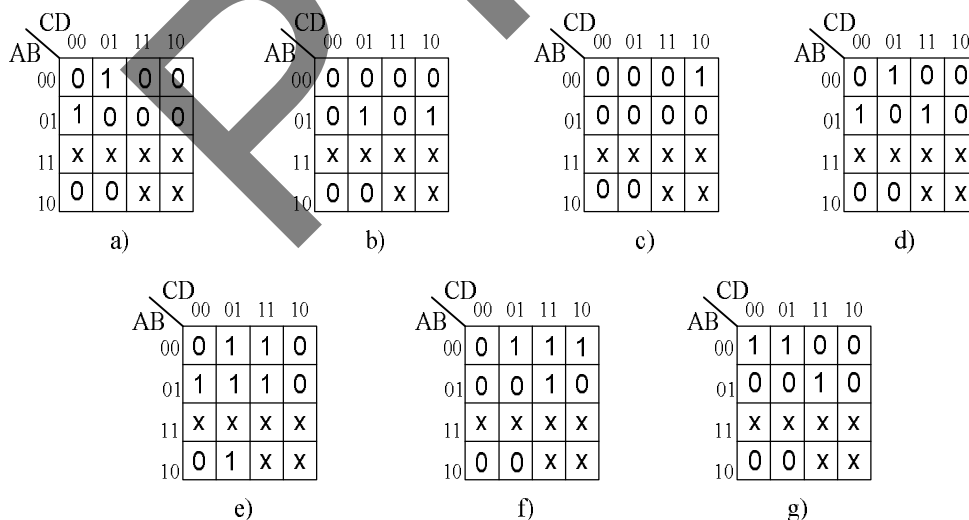 CD CD CD CD
00 01 11 10 00 01 11 10 00 01 11 10 00 01 11 10
AB AB AB AB
00 0 1 0 0 00 0 0 0 0 00 0 0 0 1 00 0 1 0 0
01 1 0 0 0 01 0 1 0 1 01 0 0 0 0 01 1 0 1 0
11 x x x x 11 x x x x 11 x x x x 11 x x x x
10 0 0 x x 10 0 0 x x 10 0 0 x x 10 0 0 x x
a) b) c) d)
CD CD CD
00 01 11 10 00 01 11 10 00 01 11 10
AB AB AB
00 0 1 1 0 00 0 1 1 1 00 1 1 0 0
01 1 1 1 0 01 0 0 1 0 01 0 0 1 0
11 x x x x 11 x x x x 11 x x x x
10 0 1 x x 10 0 0 x x 10 0 0 x x
e) f) g)